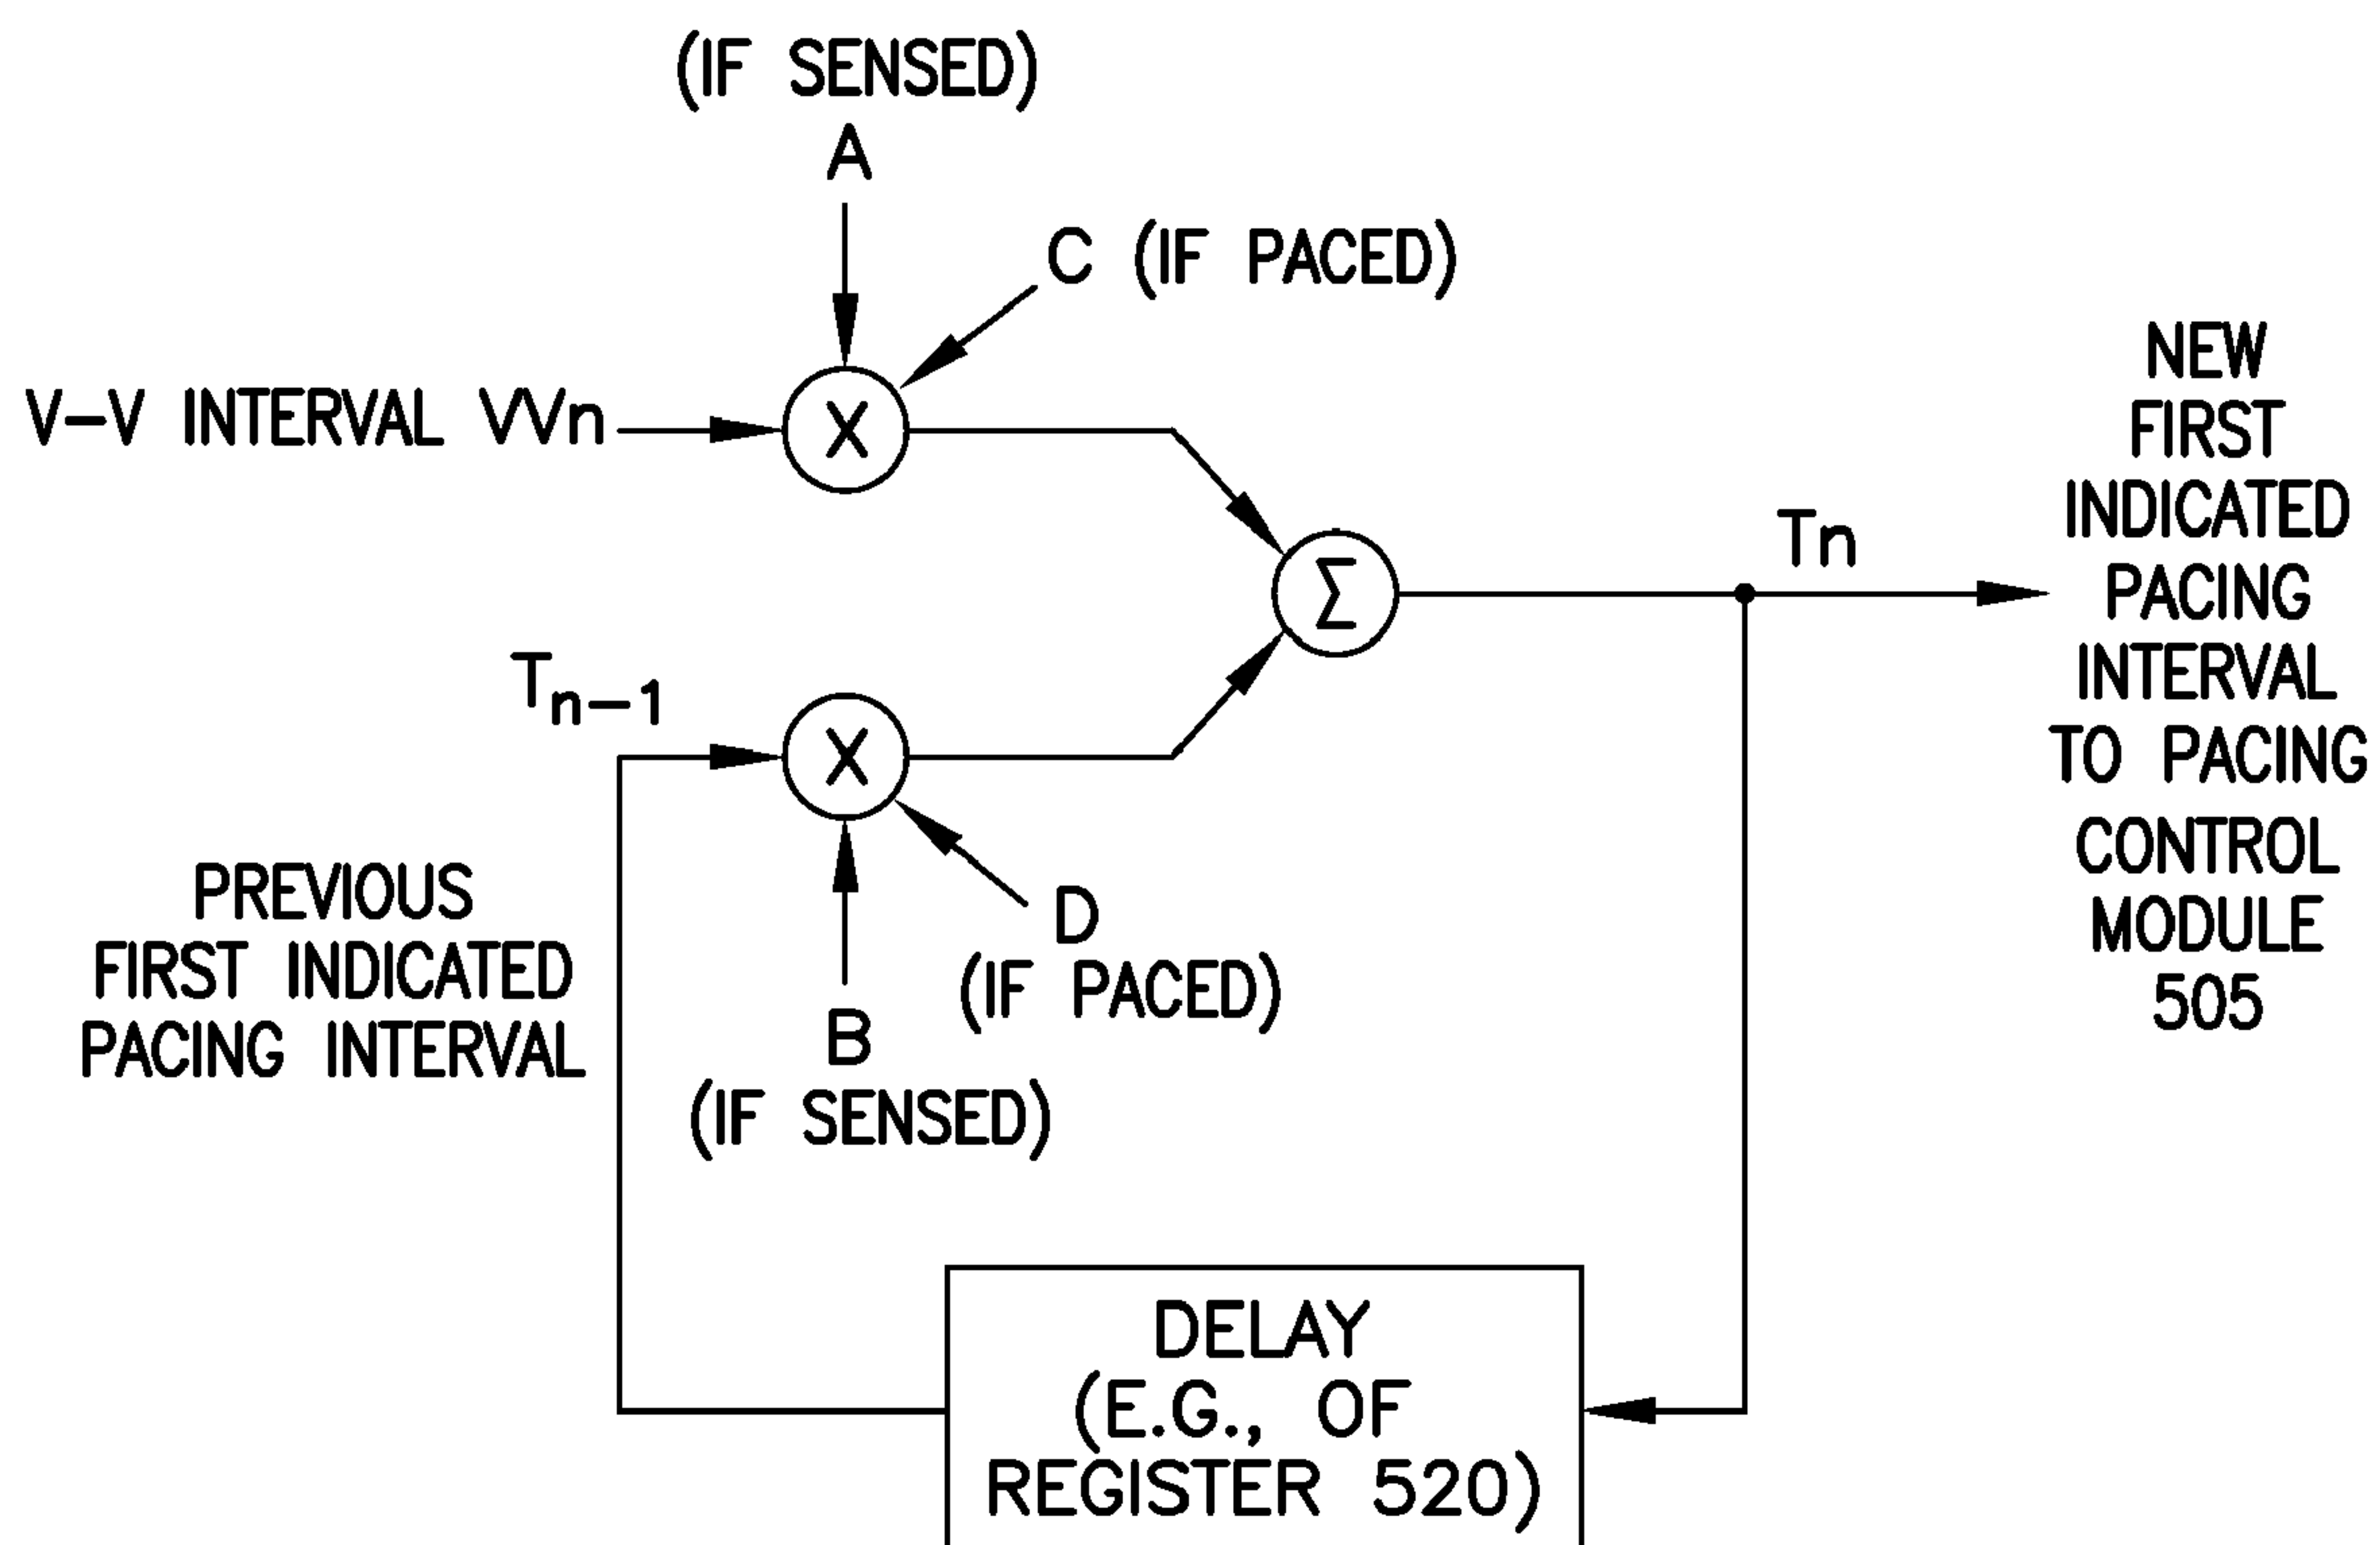 (IF SENSED)
A
C (IF PACED)
V-V INTERVAL VVn
X
Σ
Tn
NEW
FIRST
INDICATED
PACING
INTERVAL
TO PACING
CONTROL
MODULE
505
Tn-1
X
PREVIOUS
FIRST INDICATED
PACING INTERVAL
D
(IF PACED)
B
(IF SENSED)
DELAY
(E.G., OF
REGISTER 520)